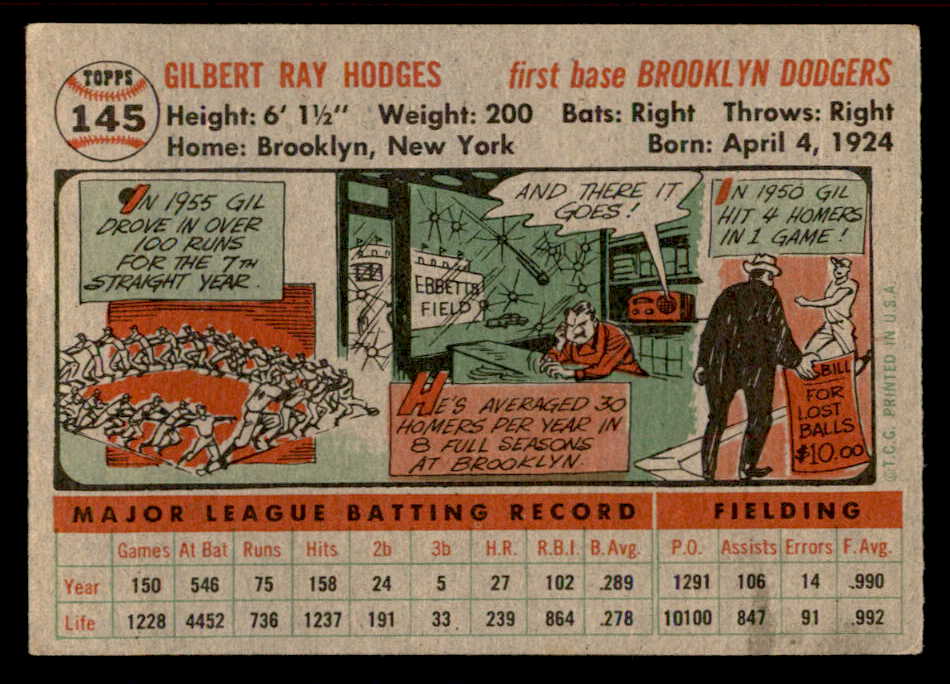 TOPPS
145
GILBERT RAY HODGES first base BROOKLYN DODGERS
Height: 6' 1½" Weight: 200 Bats: Right Throws: Right
Home: Brooklyn, New York Born: April 4, 1924
IN 1955 GIL
DROVE IN OVER
100 RUNS
FOR THE 7TH
STRAIGHT YEAR.
EBBETTS
FIELD
AND THERE IT
GOES!
HE'S AVERAGED 30
HOMERS PER YEAR IN
8 FULL SEASONS
AT BROOKLYN.
IN 1950 GIL
HIT 4 HOMERS
IN 1 GAME!
BILL
FOR
LOST
BALLS
$10.00
©T.C.G. PRINTED IN U.S.A.
MAJOR LEAGUE BATTING RECORD FIELDING
Games At Bat Runs Hits 2b 3b H.R. R.B.I. B.Avg. P.O. Assists Errors F.Avg.
Year 150 546 75 158 24 5 27 102 .289 1291 106 14 .990
Life 1228 4452 736 1237 191 33 239 864 .278 10100 847 91 .992